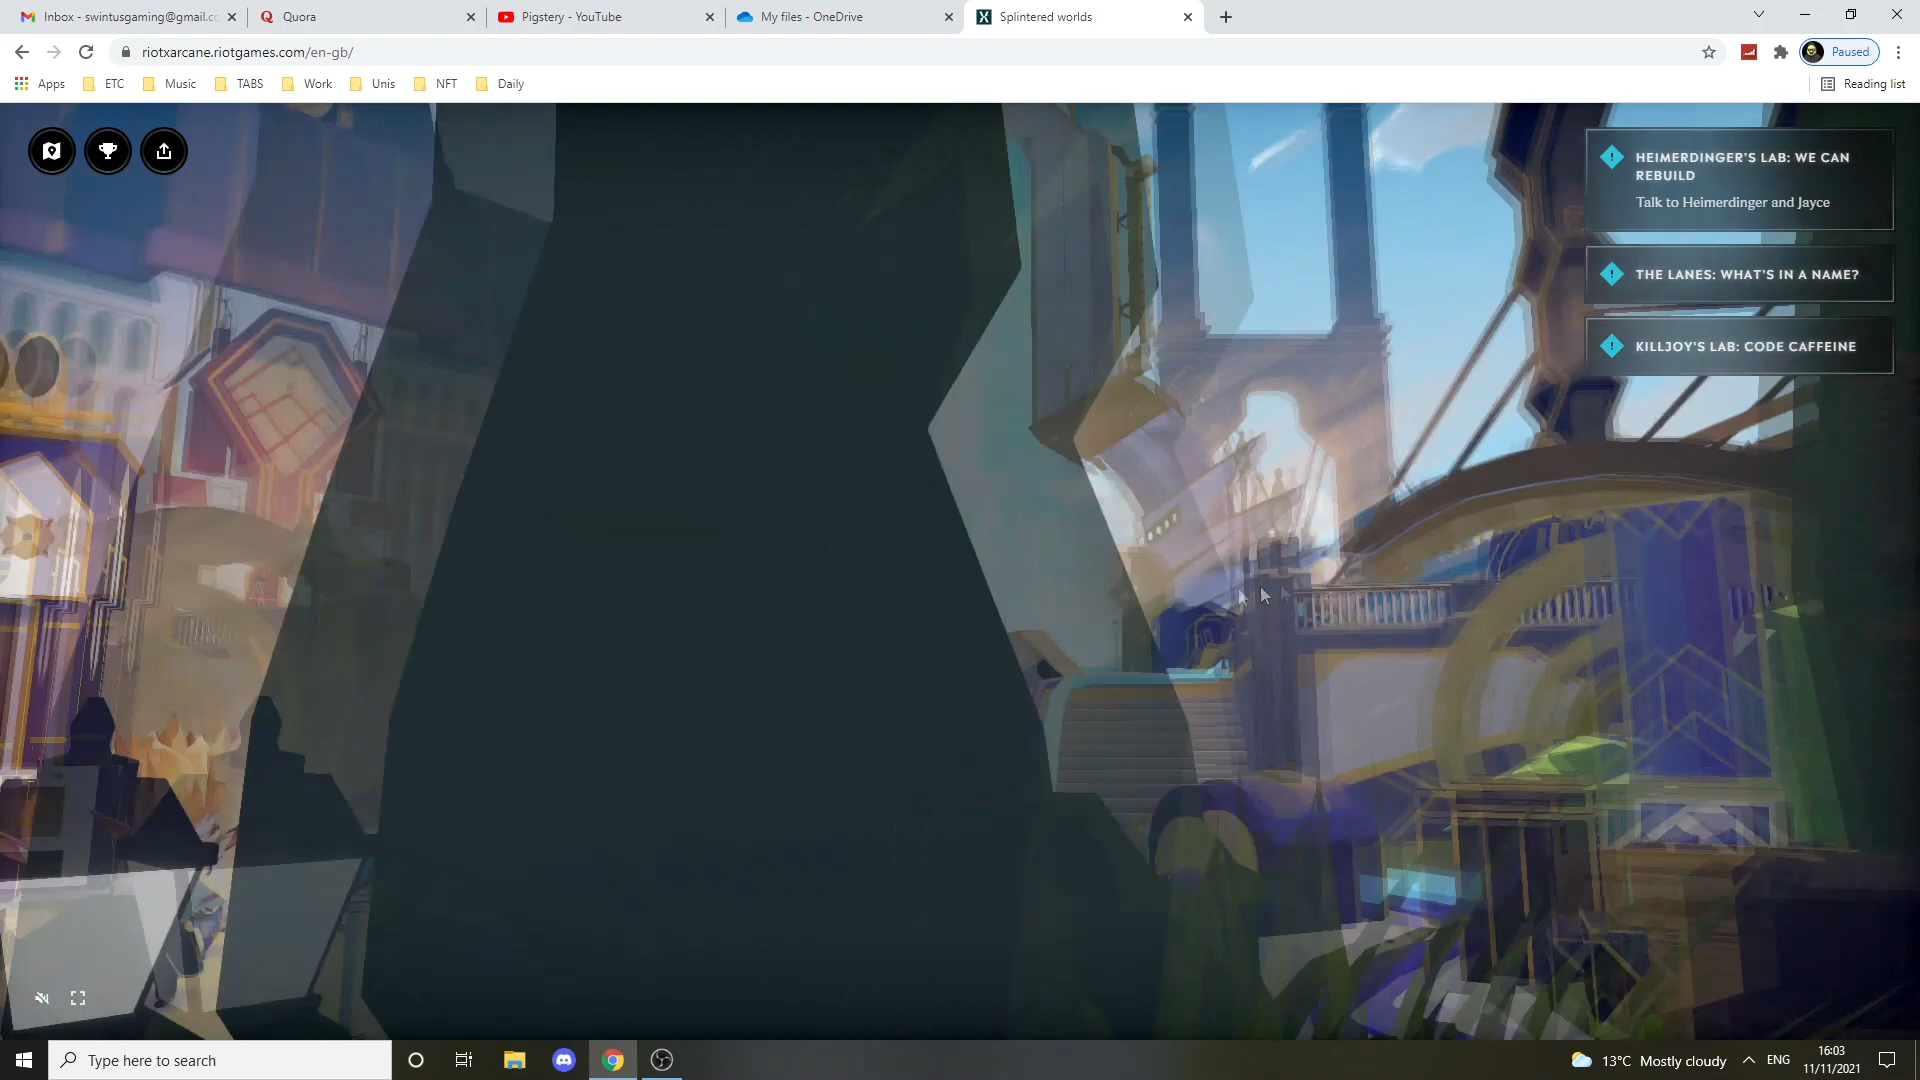 Inbox - swintusgaming@gmail.cc
Quora
Pigstery - YouTube
My files - OneDrive
Splintered worlds
riotxarcane.riotgames.com/en-gb/
Paused
Apps
ETC
Music
TABS
Work
Unis
NFT
Daily
Reading list
HEIMERDINGER'S LAB: WE CAN
REBUILD
Talk to Heimerdinger and Jayce
THE LANES: WHAT'S IN A NAME?
KILLJOY'S LAB: CODE CAFFEINE
Type here to search
13°C Mostly cloudy
ENG
16:03
11/11/2021